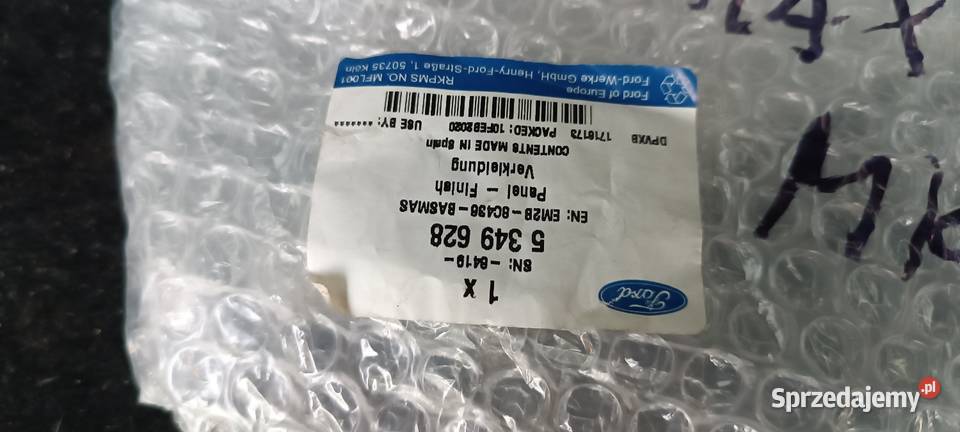 Ford
1 x
SN: -8419-
5 349 628
EN: EM2B-8C436-BASMAS
Panel - Finish
Verkleidung
CONTENTS MADE IN Spain
DPVXB 1718173 PACKED: 10FEB2020 USE BY: *******
Ford of Europe
Ford-Werke GmbH, Henry-Ford-Straße 1, 50735 Köln
RKPMS NO. MFL001
Sprzedajemy.pl